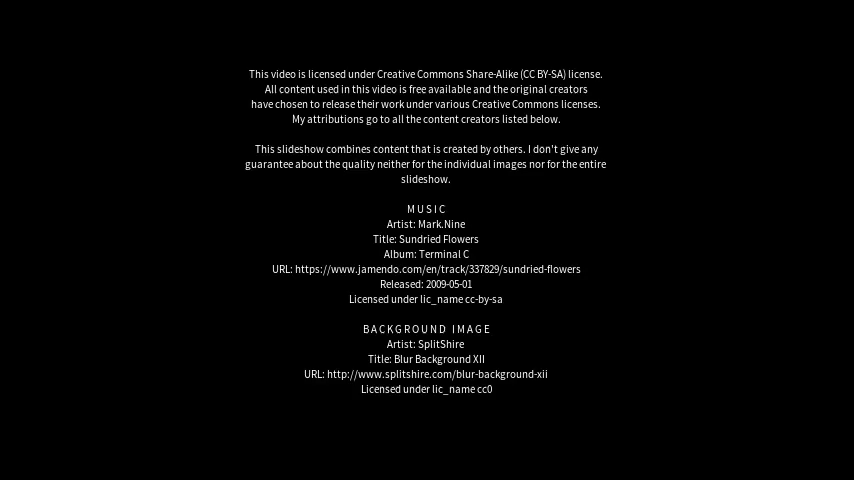 This video is licensed under Creative Commons Share-Alike (CC BY-SA) license.
All content used in this video is free available and the original creators
have chosen to release their work under various Creative Commons licenses.
My attributions go to all the content creators listed below.
This slideshow combines content that is created by others. I don't give any
guarantee about the quality neither for the individual images nor for the entire
slideshow.
MUSIC
Artist: Mark.Nine
Title: Sundried Flowers
Album: Terminal C
URL: https://www.jamendo.com/en/track/337829/sundried-flowers
Released: 2009-05-01
Licensed under lic_name cc-by-sa
BACKGROUND IMAGE
Artist: SplitShire
Title: Blur Background XII
URL: http://www.splitshire.com/blur-background-xii
Licensed under lic_name cc0